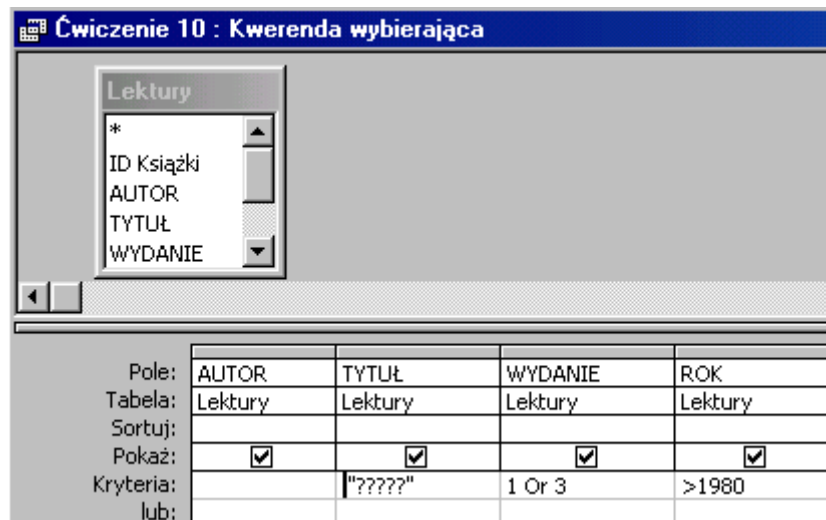 Ćwiczenie 10 : Kwerenda wybierająca
Lektury
*
ID Książki
AUTOR
TYTUŁ
WYDANIE
Pole: AUTOR TYTUŁ WYDANIE ROK
Tabela: Lektury Lektury Lektury Lektury
Sortuj:
Pokaż:
Kryteria: "?????" 1 Or 3 >1980
lub: